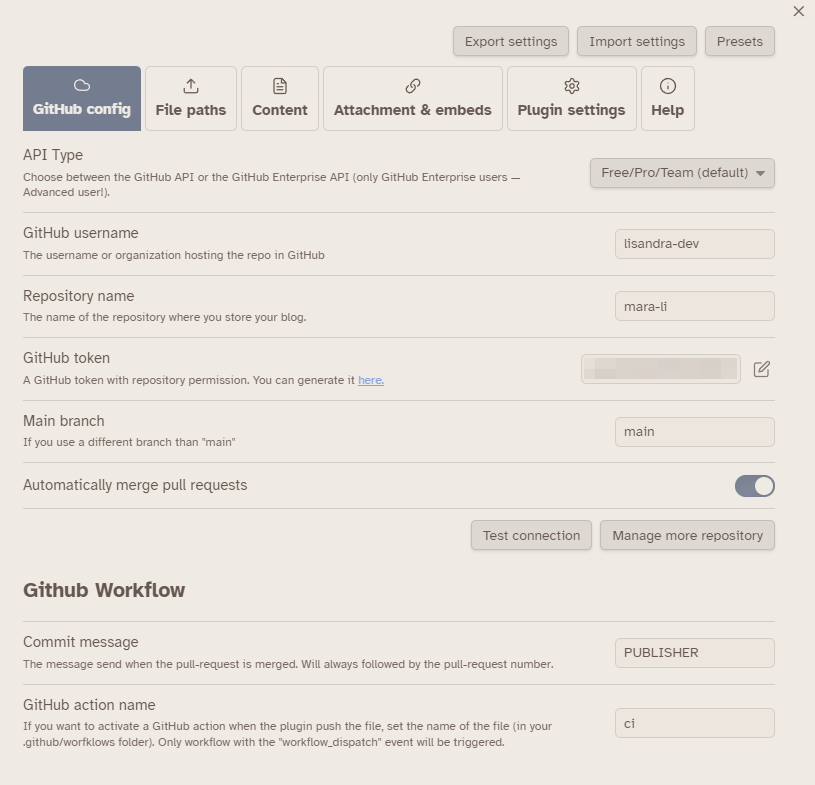 Export settings
Import settings
Presets
GitHub config
File paths
Content
Attachment & embeds
Plugin settings
Help
API Type
Choose between the GitHub API or the GitHub Enterprise API (only GitHub Enterprise users —
Advanced user!).
Free/Pro/Team (default)
GitHub username
The username or organization hosting the repo in GitHub
lisandra-dev
Repository name
The name of the repository where you store your blog.
mara-li
GitHub token
A GitHub token with repository permission. You can generate it here.
Main branch
If you use a different branch than "main"
main
Automatically merge pull requests
Test connection
Manage more repository
Github Workflow
Commit message
The message send when the pull-request is merged. Will always followed by the pull-request number.
PUBLISHER
GitHub action name
If you want to activate a GitHub action when the plugin push the file, set the name of the file (in your
.github/worfklows folder). Only workflow with the "workflow_dispatch" event will be triggered.
ci